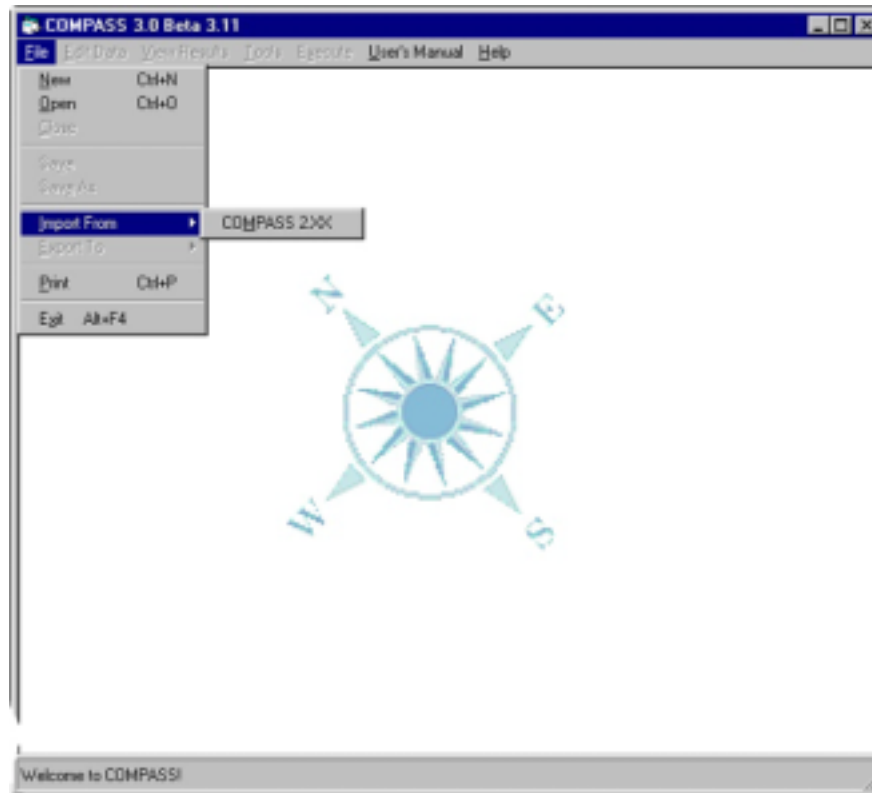 COMPASS 3.0 Beta 3.11
File Edit Data View Results Tools Execute User's Manual Help
New Ctrl+N
Open Ctrl+O
Close
Save
Save As
Import From COMPASS 2.XX
Export To
Print Ctrl+P
Exit Alt+F4
N E
W S
Welcome to COMPASS!